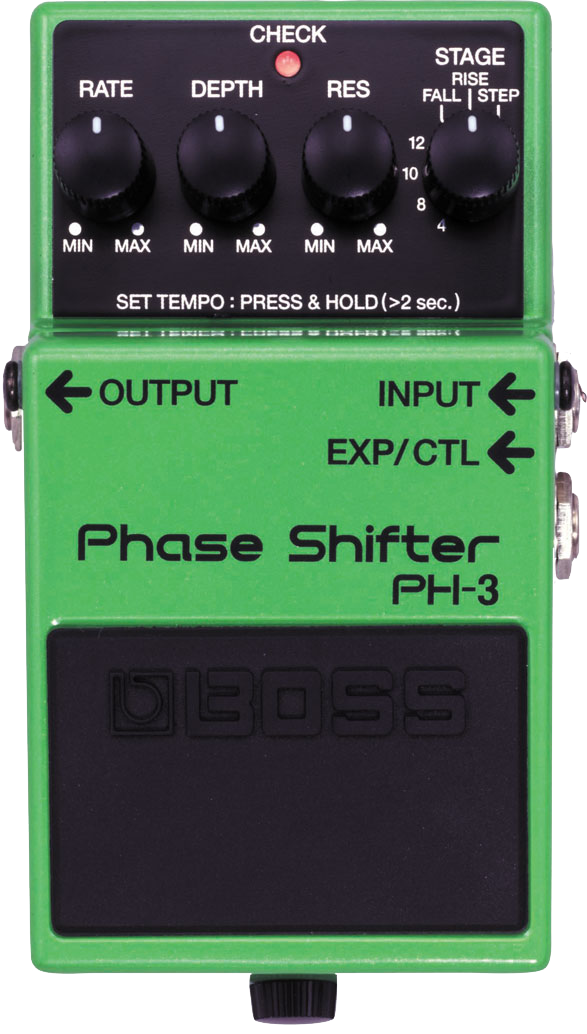 CHECK
STAGE
RISE
RATE DEPTH RES FALL STEP
12
10
8
4
MIN MAX MIN MAX MIN MAX
SET TEMPO : PRESS & HOLD (>2 sec.)
OUTPUT INPUT
EXP/CTL
Phase Shifter
PH-3
BOSS